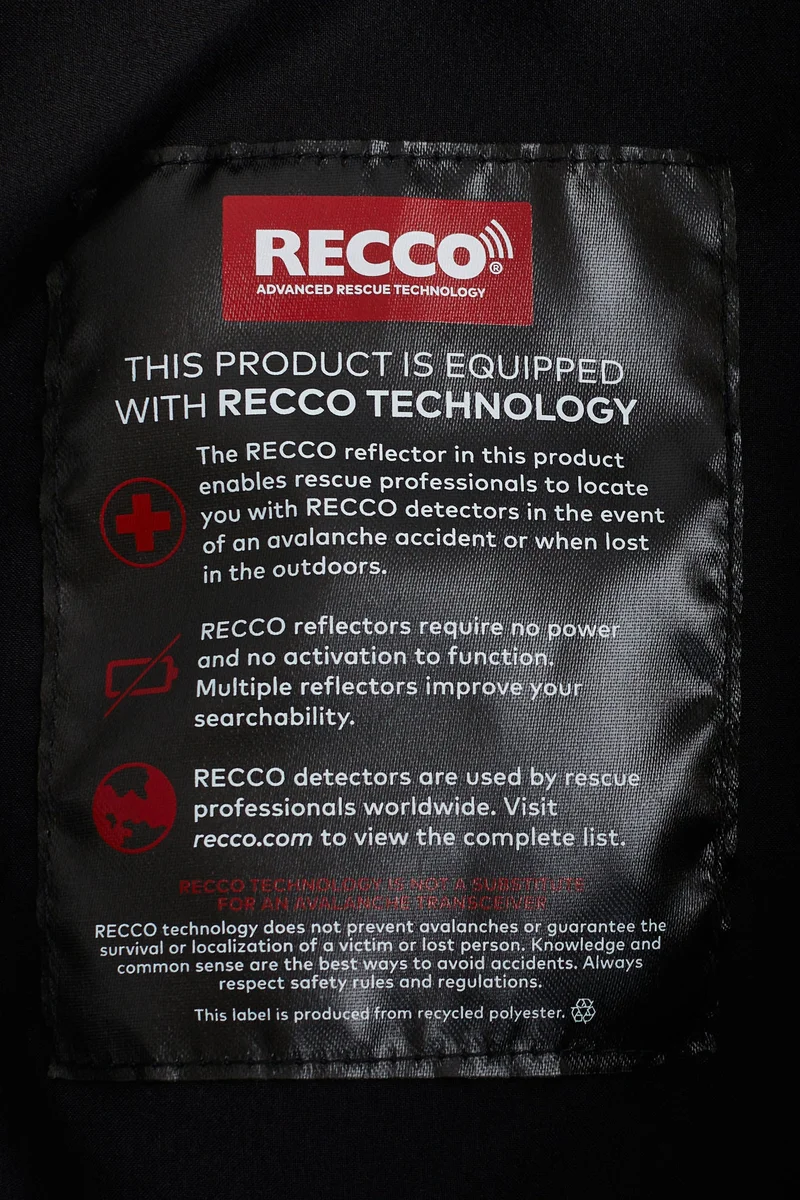 RECCO®
ADVANCED RESCUE TECHNOLOGY
THIS PRODUCT IS EQUIPPED
WITH RECCO TECHNOLOGY
The RECCO reflector in this product
enables rescue professionals to locate
you with RECCO detectors in the event
of an avalanche accident or when lost
in the outdoors.
RECCO reflectors require no power
and no activation to function.
Multiple reflectors improve your
searchability.
RECCO detectors are used by rescue
professionals worldwide. Visit
recco.com to view the complete list.
RECCO TECHNOLOGY IS NOT A SUBSTITUTE
FOR AN AVALANCHE TRANSCEIVER
RECCO technology does not prevent avalanches or guarantee the
survival or localization of a victim or lost person. Knowledge and
common sense are the best ways to avoid accidents. Always
respect safety rules and regulations.
This label is produced from recycled polyester.